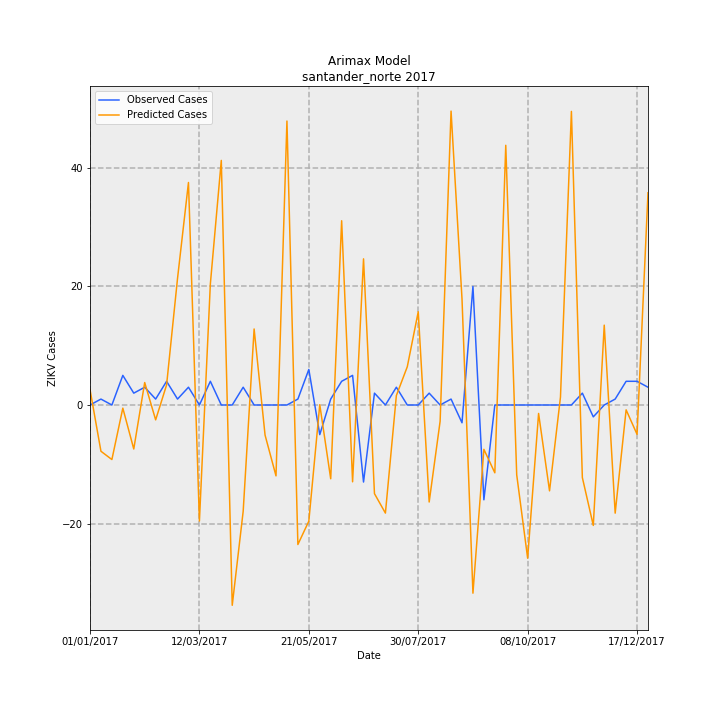 Arimax Model
santander_norte 2017
Observed Cases
Predicted Cases
ZIKV Cases
40
20
0
−20
01/01/2017
12/03/2017
21/05/2017
30/07/2017
08/10/2017
17/12/2017
Date